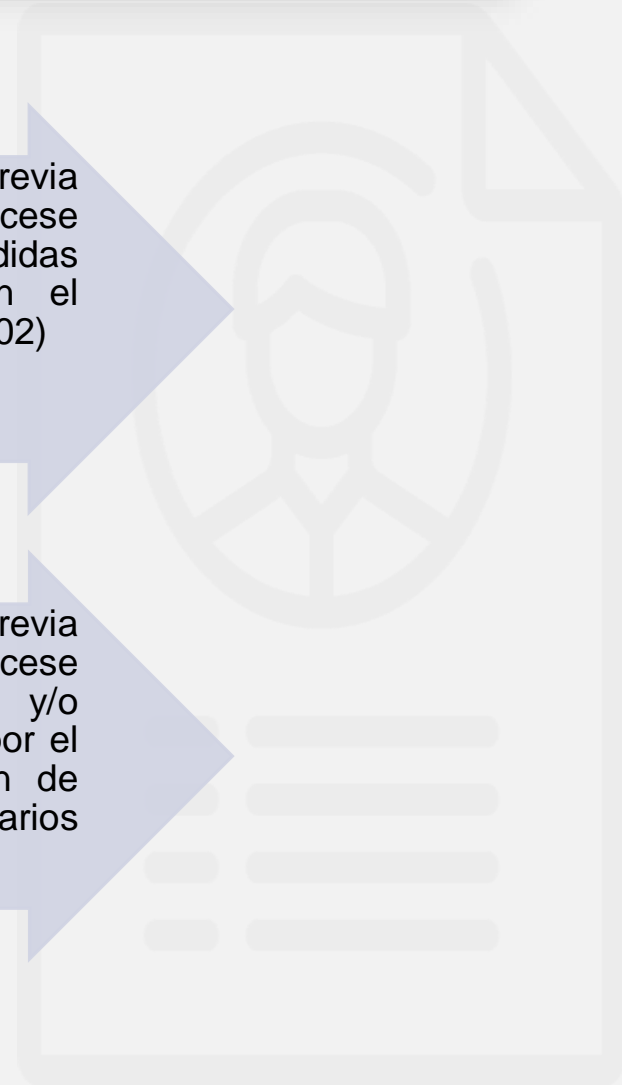 revia
cese
didas
n el
02)
revia
cese
y/o
por el
n de
arios